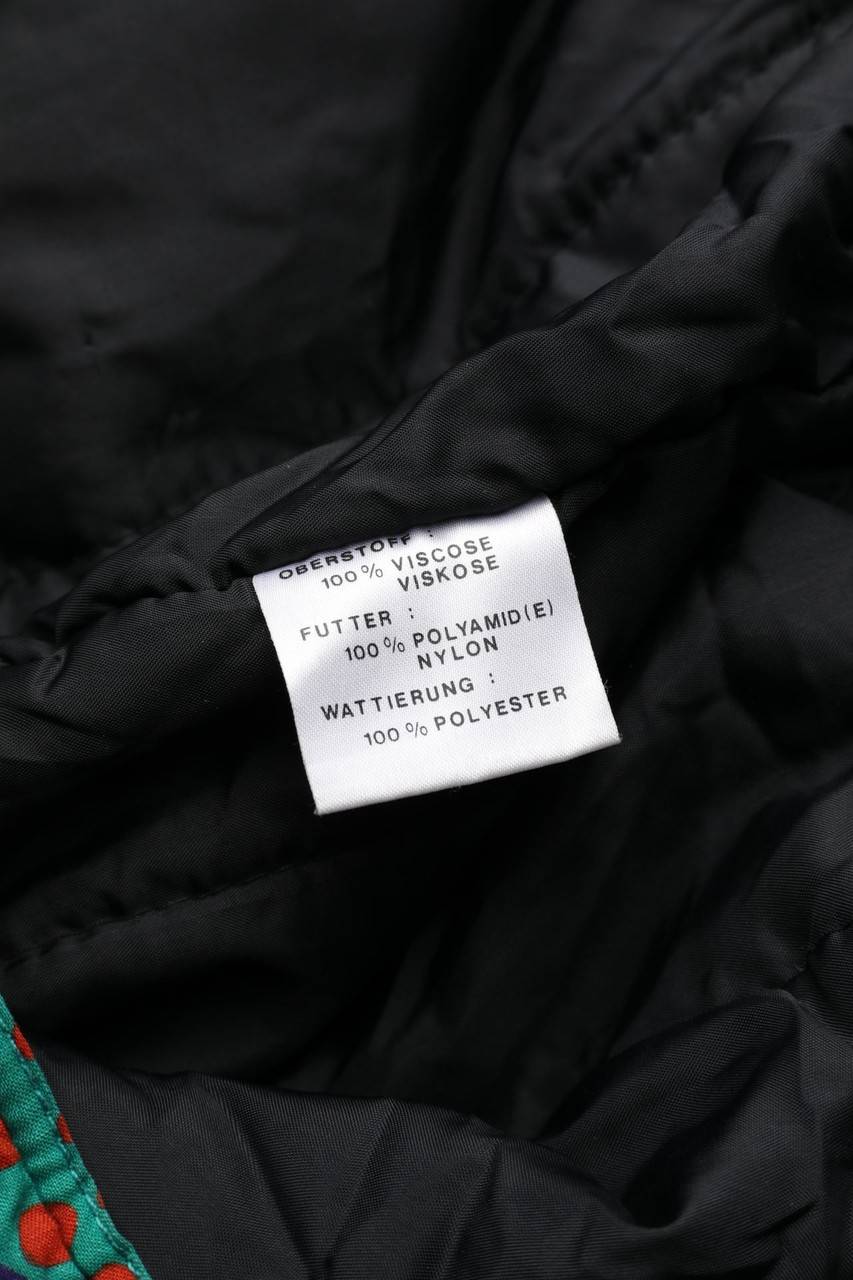 OBERSTOFF :
100% VISCOSE
VISKOSE
FUTTER :
100% POLYAMID(E)
NYLON
WATTIERUNG :
100% POLYESTER